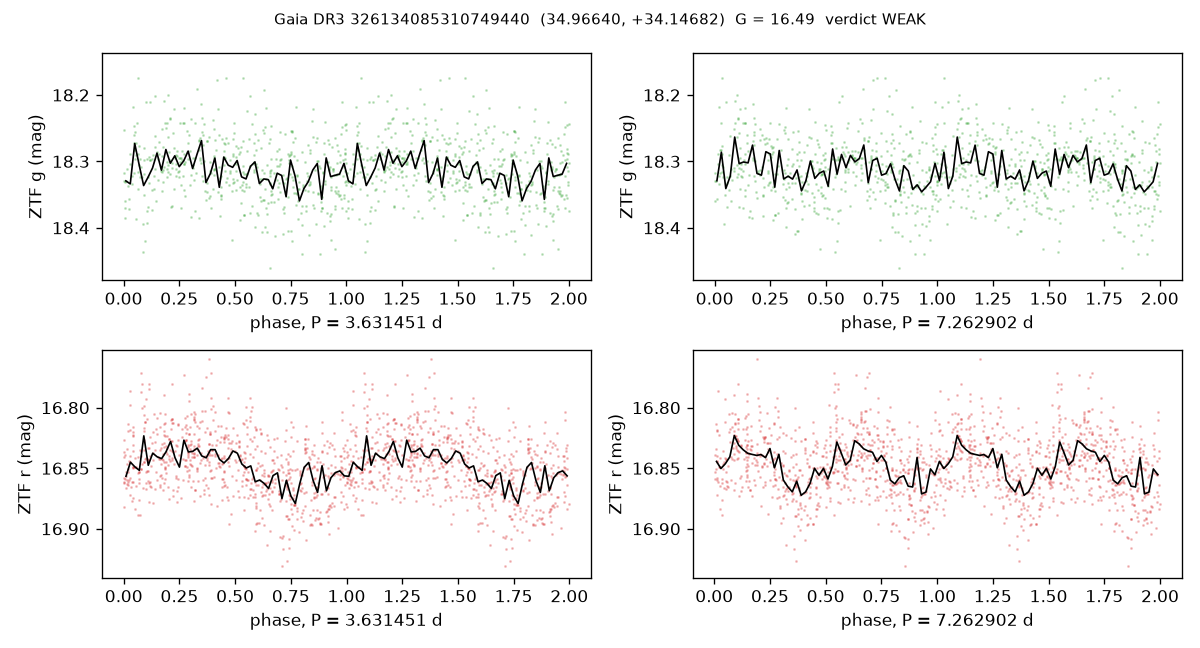 Gaia DR3 326134085310749440 (34.96640, +34.14682) G = 16.49 verdict WEAK
ZTF g (mag)
18.2
18.3
18.4
0.00 0.25 0.50 0.75 1.00 1.25 1.50 1.75 2.00
phase, P = 3.631451 d
ZTF g (mag)
18.2
18.3
18.4
0.00 0.25 0.50 0.75 1.00 1.25 1.50 1.75 2.00
phase, P = 7.262902 d
ZTF r (mag)
16.80
16.85
16.90
0.00 0.25 0.50 0.75 1.00 1.25 1.50 1.75 2.00
phase, P = 3.631451 d
ZTF r (mag)
16.80
16.85
16.90
0.00 0.25 0.50 0.75 1.00 1.25 1.50 1.75 2.00
phase, P = 7.262902 d